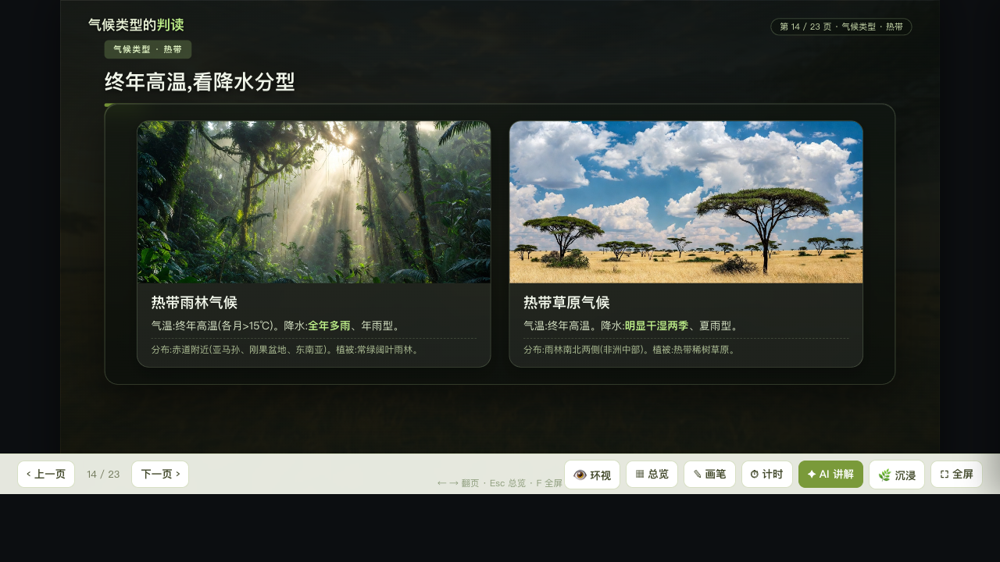 气候类型的判读
第 14 / 23 页 · 气候类型 · 热带
气候类型 · 热带
终年高温,看降水分型
热带雨林气候
气温:终年高温(各月>15℃)。降水:全年多雨、年雨型。
分布:赤道附近(亚马孙、刚果盆地、东南亚)。植被:常绿阔叶雨林。
热带草原气候
气温:终年高温。降水:明显干湿两季、夏雨型。
分布:雨林南北两侧(非洲中部)。植被:热带稀树草原。
‹ 上一页
14 / 23
下一页 ›
← → 翻页 · Esc 总览 · F 全屏
👁 环视
▦ 总览
✎ 画笔
⏱ 计时
✦ AI 讲解
🌿 沉浸
⛶ 全屏